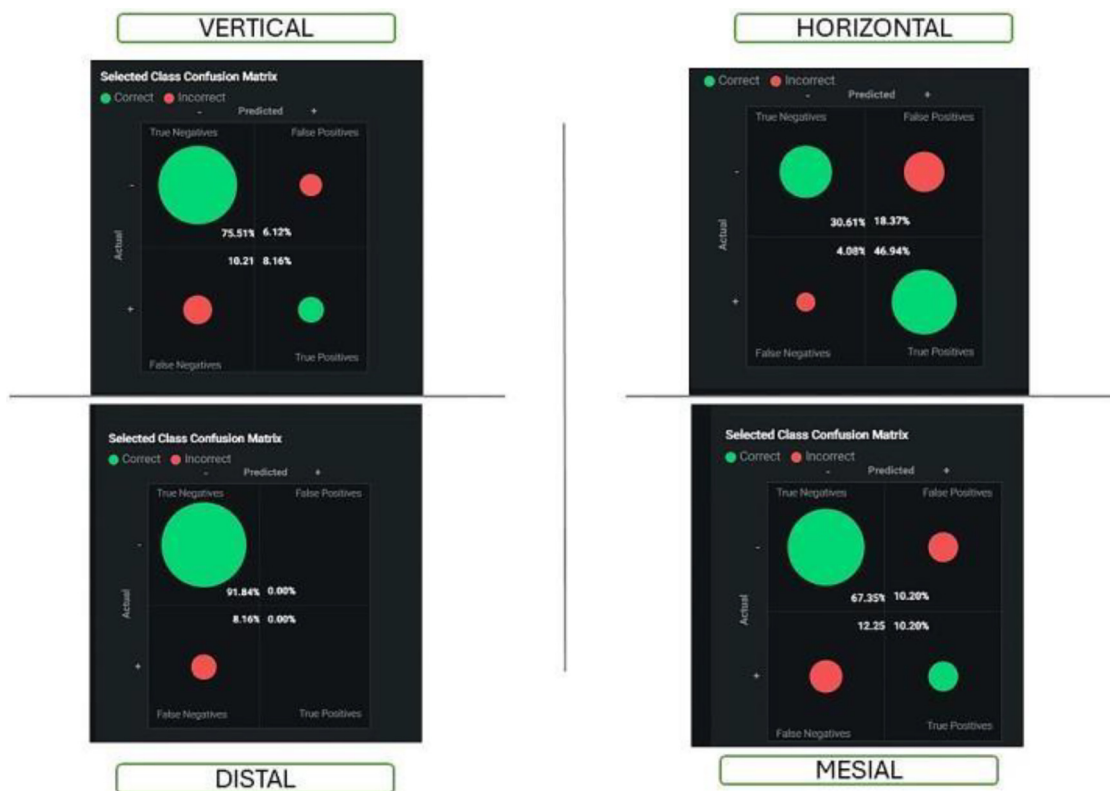 VERTICAL
Selected Class Confusion Matrix
Correct Incorrect
- Predicted +
True Negatives False Positives
-
75.51% 6.12%
Actual
10.21 8.16%
+
False Negatives True Positives
HORIZONTAL
Correct Incorrect
- Predicted +
True Negatives False Positives
-
30.61% 18.37%
Actual
4.08% 46.94%
+
False Negatives True Positives
Selected Class Confusion Matrix
Correct Incorrect
- Predicted +
True Negatives False Positives
-
91.84% 0.00%
Actual
8.16% 0.00%
+
False Negatives True Positives
DISTAL
Selected Class Confusion Matrix
Correct Incorrect
- Predicted +
True Negatives False Positives
-
67.35% 10.20%
Actual
12.25 10.20%
+
False Negatives True Positives
MESIAL